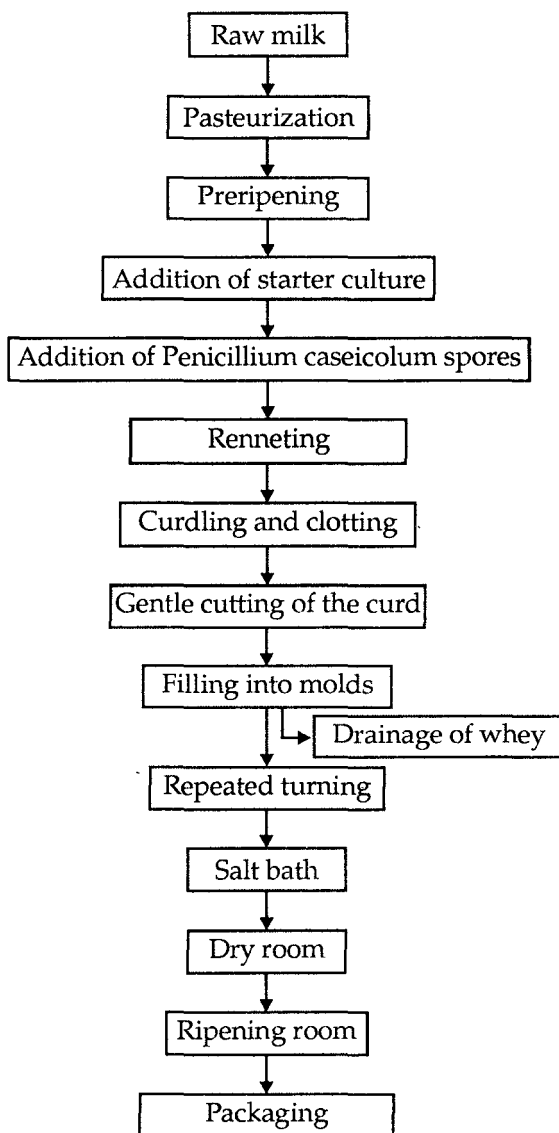 Raw milk
Pasteurization
Preripening
Addition of starter culture
Addition of Penicillium caseicolum spores
Renneting
Curdling and clotting
Gentle cutting of the curd
Filling into molds
Drainage of whey
Repeated turning
Salt bath
Dry room
Ripening room
Packaging